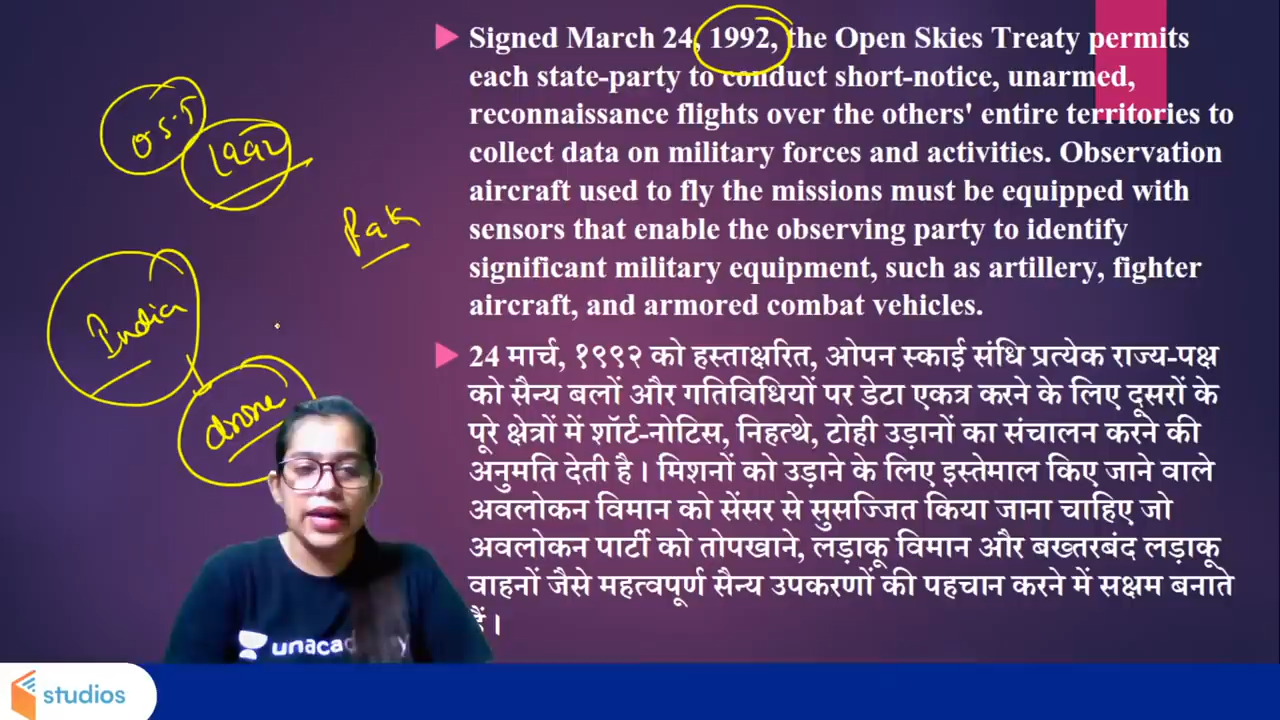 Signed March 24, 1992, the Open Skies Treaty permits
each state-party to conduct short-notice, unarmed,
reconnaissance flights over the others' entire territories to
collect data on military forces and activities. Observation
aircraft used to fly the missions must be equipped with
sensors that enable the observing party to identify
significant military equipment, such as artillery, fighter
aircraft, and armored combat vehicles.
24 मार्च, १९९२ को हस्ताक्षरित, ओपन स्काई संधि प्रत्येक राज्य-पक्ष
को सैन्य बलों और गतिविधियों पर डेटा एकत्र करने के लिए दूसरों के
पूरे क्षेत्रों में शॉर्ट-नोटिस, निहत्थे, टोही उड़ानों का संचालन करने की
अनुमति देती है। मिशनों को उड़ाने के लिए इस्तेमाल किए जाने वाले
अवलोकन विमान को सेंसर से सुसज्जित किया जाना चाहिए जो
अवलोकन पार्टी को तोपखाने, लड़ाकू विमान और बख्तरबंद लड़ाकू
वाहनों जैसे महत्वपूर्ण सैन्य उपकरणों की पहचान करने में सक्षम बनाते
हैं।
1992
Pak
India
drone
unacademy
studios